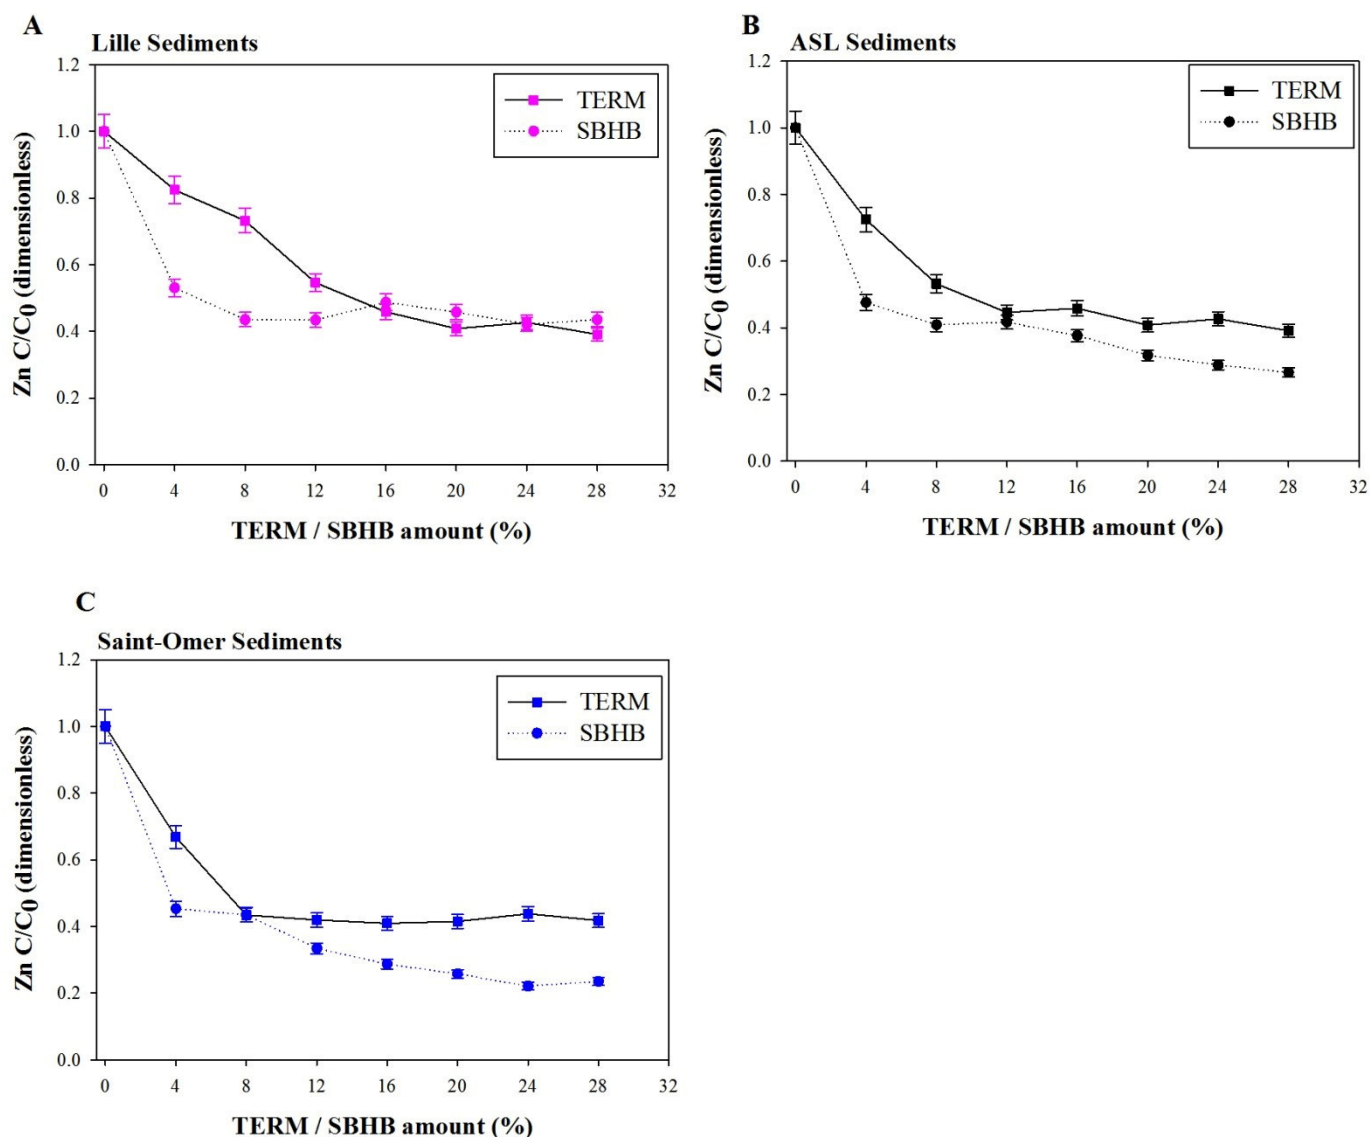 A
Lille Sediments
1.2
1.0
0.8
0.6
0.4
0.2
0.0
Zn C/C0 (dimensionless)
TERM
SBHB
0 4 8 12 16 20 24 28 32
TERM / SBHB amount (%)
B
ASL Sediments
1.2
1.0
0.8
0.6
0.4
0.2
0.0
Zn C/C0 (dimensionless)
TERM
SBHB
0 4 8 12 16 20 24 28 32
TERM / SBHB amount (%)
C
Saint-Omer Sediments
1.2
1.0
0.8
0.6
0.4
0.2
0.0
Zn C/C0 (dimensionless)
TERM
SBHB
0 4 8 12 16 20 24 28 32
TERM / SBHB amount (%)